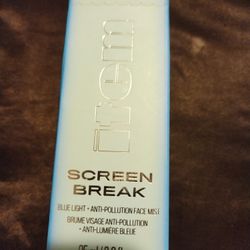 item
SCREEN
BREAK
BLUE LIGHT + ANTI-POLLUTION FACE MIST
BRUME VISAGE ANTI-POLLUTION
+ ANTI-LUMIÈRE BLEUE